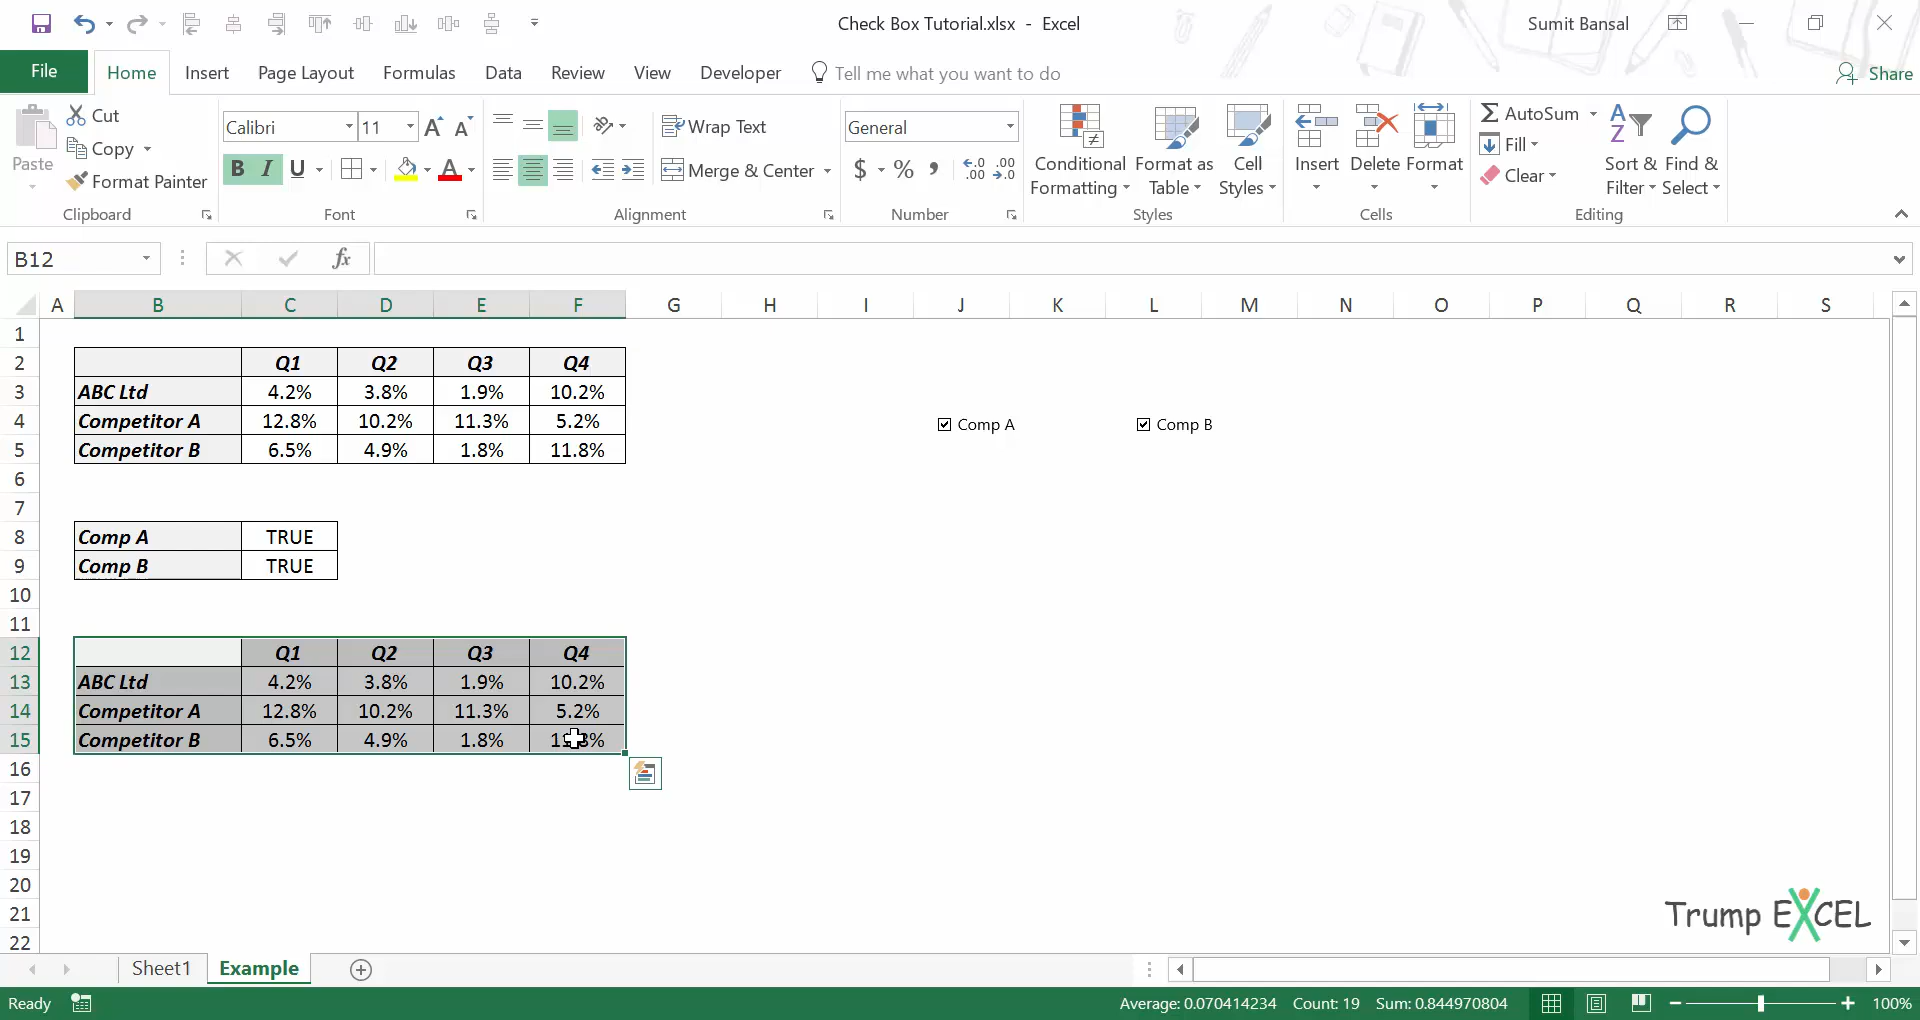 Check Box Tutorial.xlsx - Excel
Sumit Bansal
File Home Insert Page Layout Formulas Data Review View Developer Tell me what you want to do Share
Paste
Cut
Copy
Format Painter
Clipboard
Calibri 11
B I U
Font
Wrap Text
Merge & Center
Alignment
General
$ % ,
Number
Conditional Formatting
Format as Table
Cell Styles
Styles
Insert Delete Format
Cells
AutoSum
Fill
Clear
Sort & Filter
Find & Select
Editing
B12 fx
A B C D E F G H I J K L M N O P Q R S
1
2 Q1 Q2 Q3 Q4
3 ABC Ltd 4.2% 3.8% 1.9% 10.2%
4 Competitor A 12.8% 10.2% 11.3% 5.2% Comp A Comp B
5 Competitor B 6.5% 4.9% 1.8% 11.8%
6
7
8 Comp A TRUE
9 Comp B TRUE
10
11
12 Q1 Q2 Q3 Q4
13 ABC Ltd 4.2% 3.8% 1.9% 10.2%
14 Competitor A 12.8% 10.2% 11.3% 5.2%
15 Competitor B 6.5% 4.9% 1.8%
16
17
18
19
20
21
22
Trump EXCEL
Sheet1 Example
Ready Average: 0.070414234 Count: 19 Sum: 0.844970804 100%